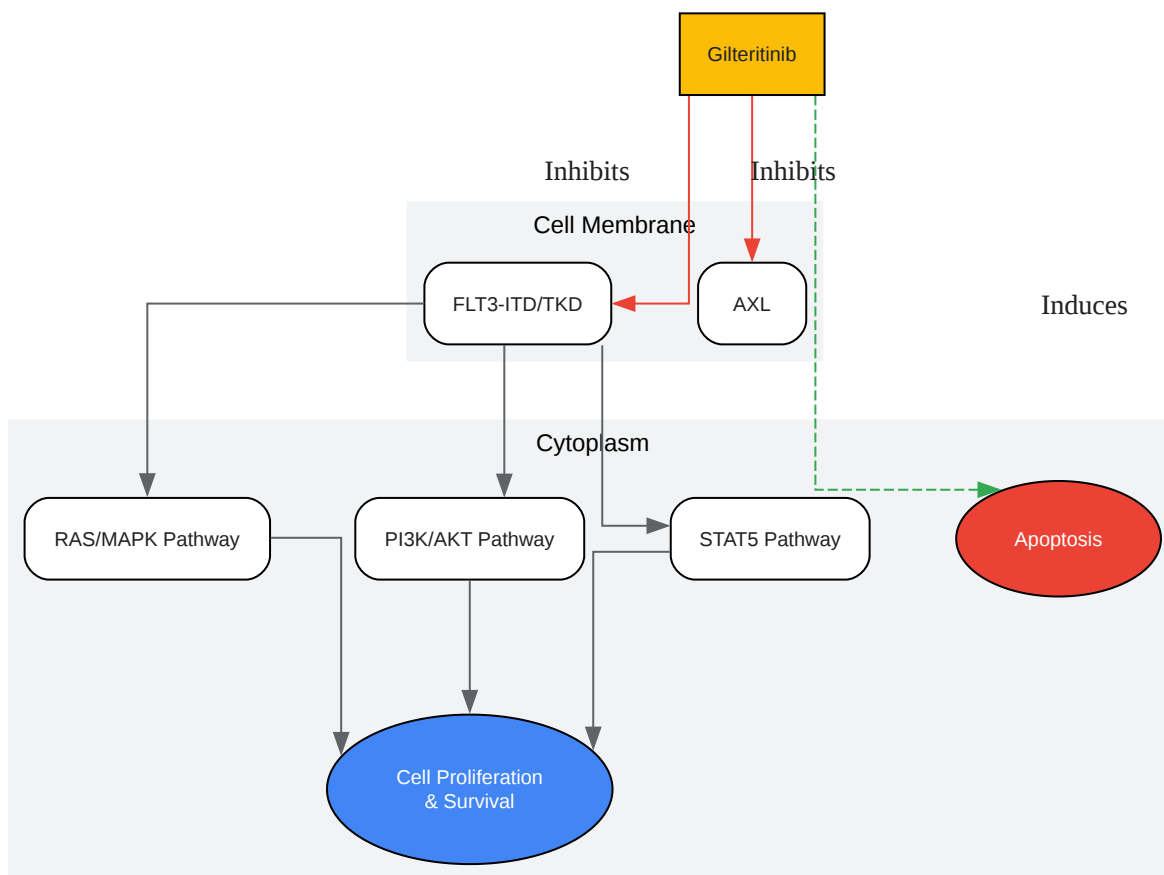 Gilteritinib
Inhibits
Inhibits
Cell Membrane
FLT3-ITD/TKD
AXL
Induces
Cytoplasm
RAS/MAPK Pathway
PI3K/AKT Pathway
STAT5 Pathway
Apoptosis
Cell Proliferation
& Survival